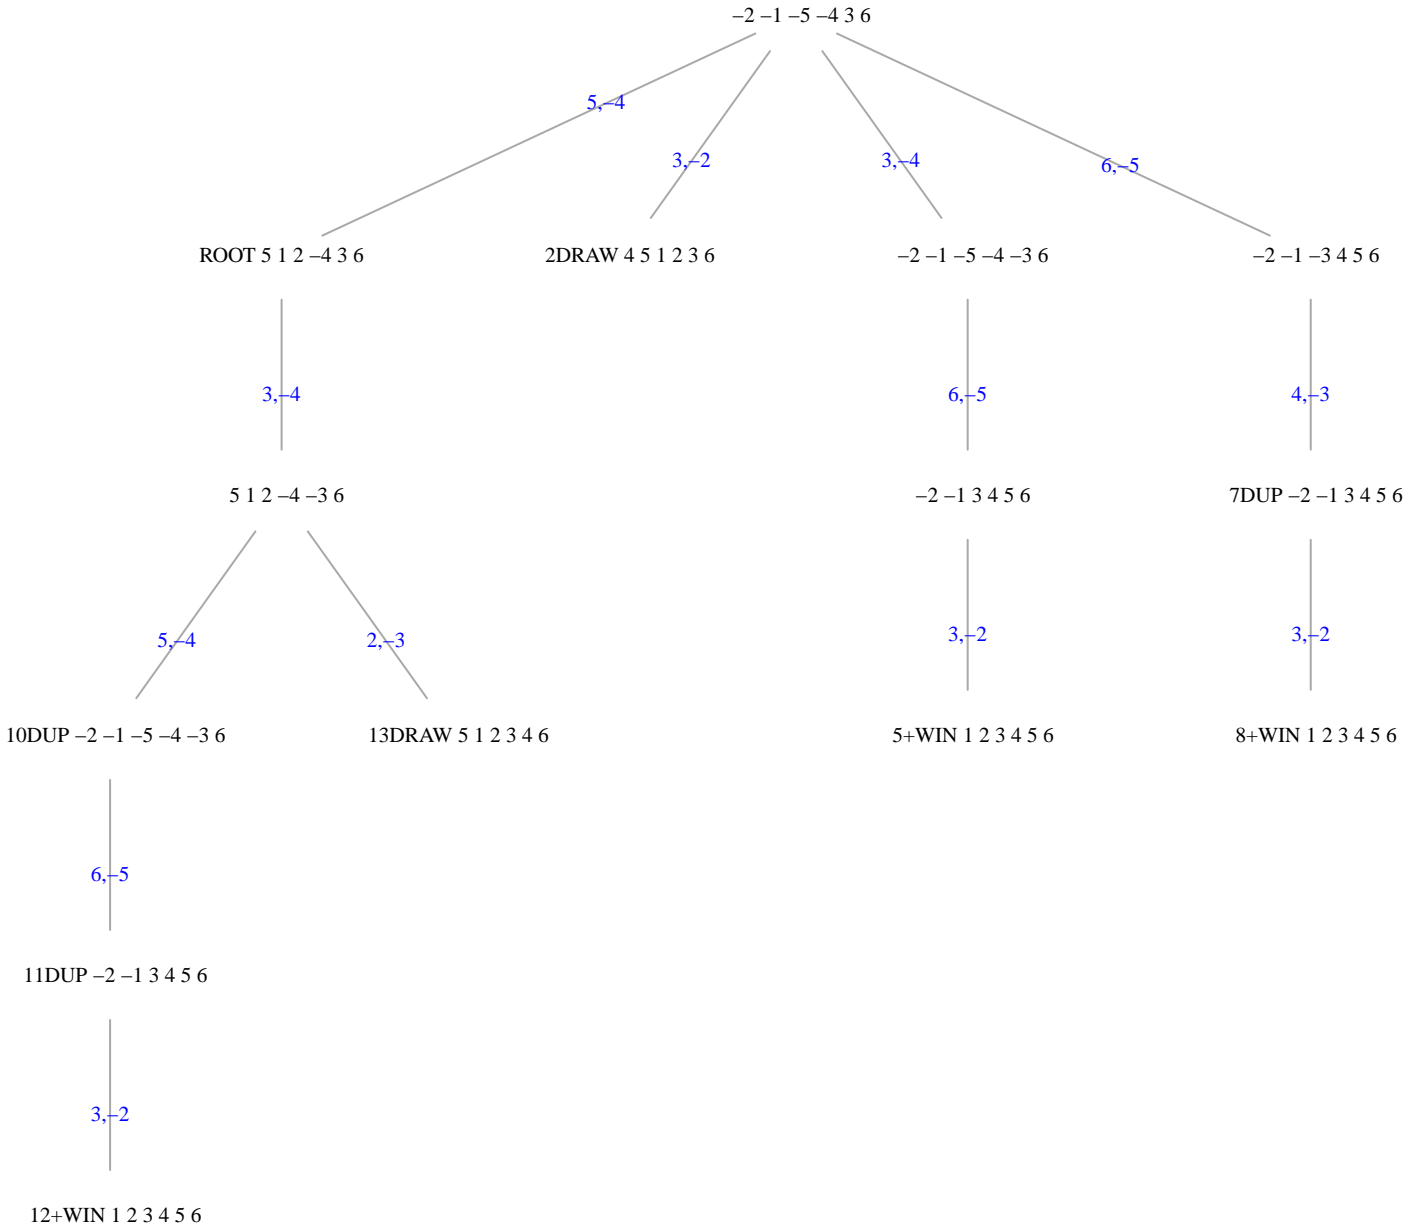 –2 –1 –5 –4 3 6
5,–4
3,–2
3,–4
6,–5
ROOT 5 1 2 –4 3 6
2DRAW 4 5 1 2 3 6
–2 –1 –5 –4 –3 6
–2 –1 –3 4 5 6
3,–4
6,–5
4,–3
5 1 2 –4 –3 6
–2 –1 3 4 5 6
7DUP –2 –1 3 4 5 6
5,–4
2,–3
3,–2
3,–2
10DUP –2 –1 –5 –4 –3 6
13DRAW 5 1 2 3 4 6
5+WIN 1 2 3 4 5 6
8+WIN 1 2 3 4 5 6
6,–5
11DUP –2 –1 3 4 5 6
3,–2
12+WIN 1 2 3 4 5 6